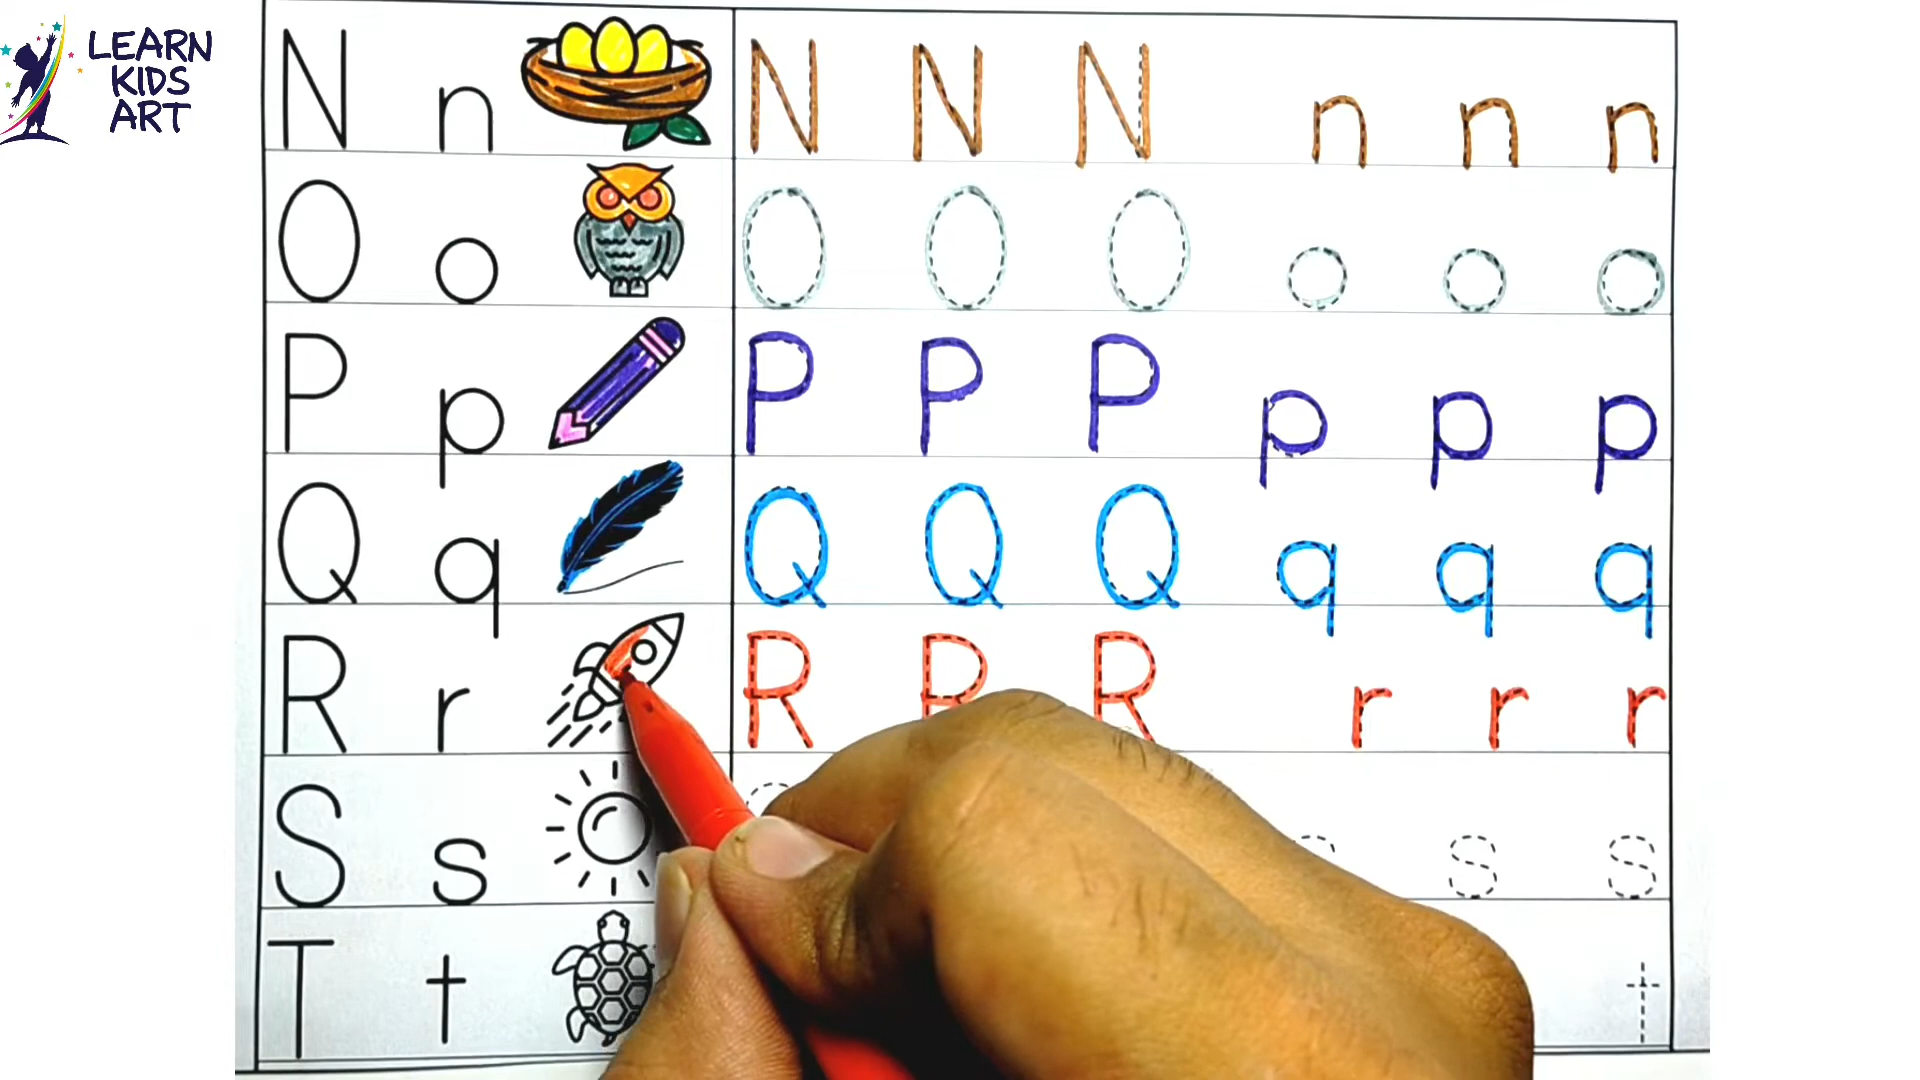 LEARN
KIDS
ART
N n N N N n n n
O o O O O o o o
P p P P P p p p
Q q Q Q Q q q q
R r R R R r r r
S s s s s
T t t